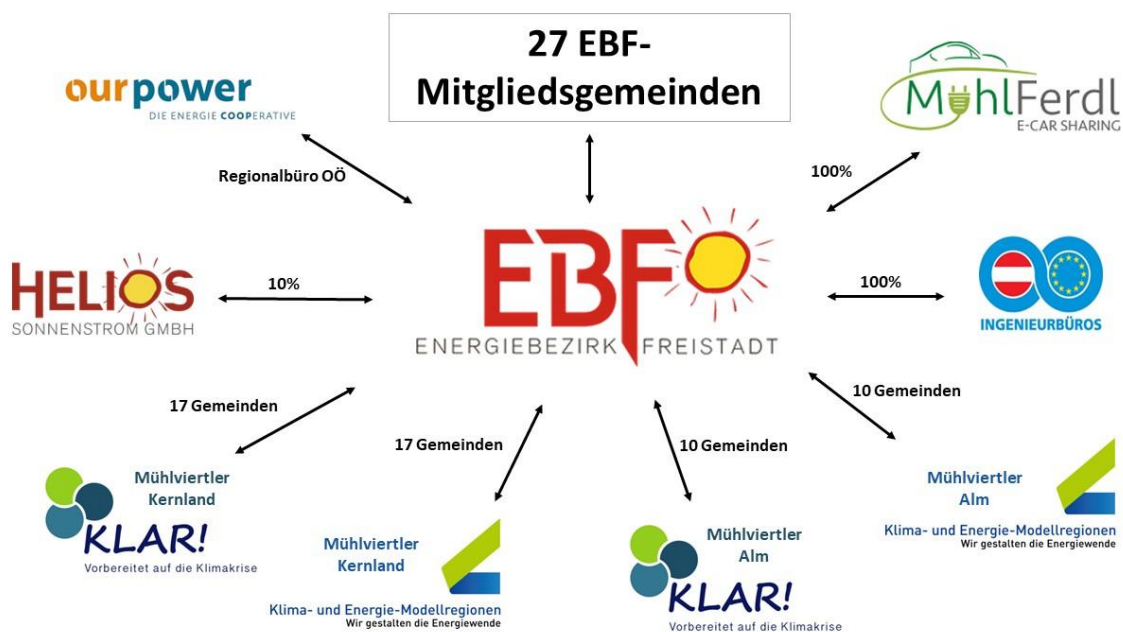 27 EBF-
Mitgliedsgemeinden
ourpower
DIE ENERGIE COOPERATIVE
MühlFerdl
E-CAR SHARING
Regionalbüro OÖ
100%
EBF
ENERGIEBEZIRK FREISTADT
HELIOS
SONNENSTROM GMBH
10%
100%
INGENIEURBÜROS
17 Gemeinden
17 Gemeinden
10 Gemeinden
10 Gemeinden
Mühlviertler
Kernland
KLAR!
Vorbereitet auf die Klimakrise
Mühlviertler
Kernland
Klima- und Energie-Modellregionen
Wir gestalten die Energiewende
Mühlviertler
Alm
KLAR!
Vorbereitet auf die Klimakrise
Mühlviertler
Alm
Klima- und Energie-Modellregionen
Wir gestalten die Energiewende